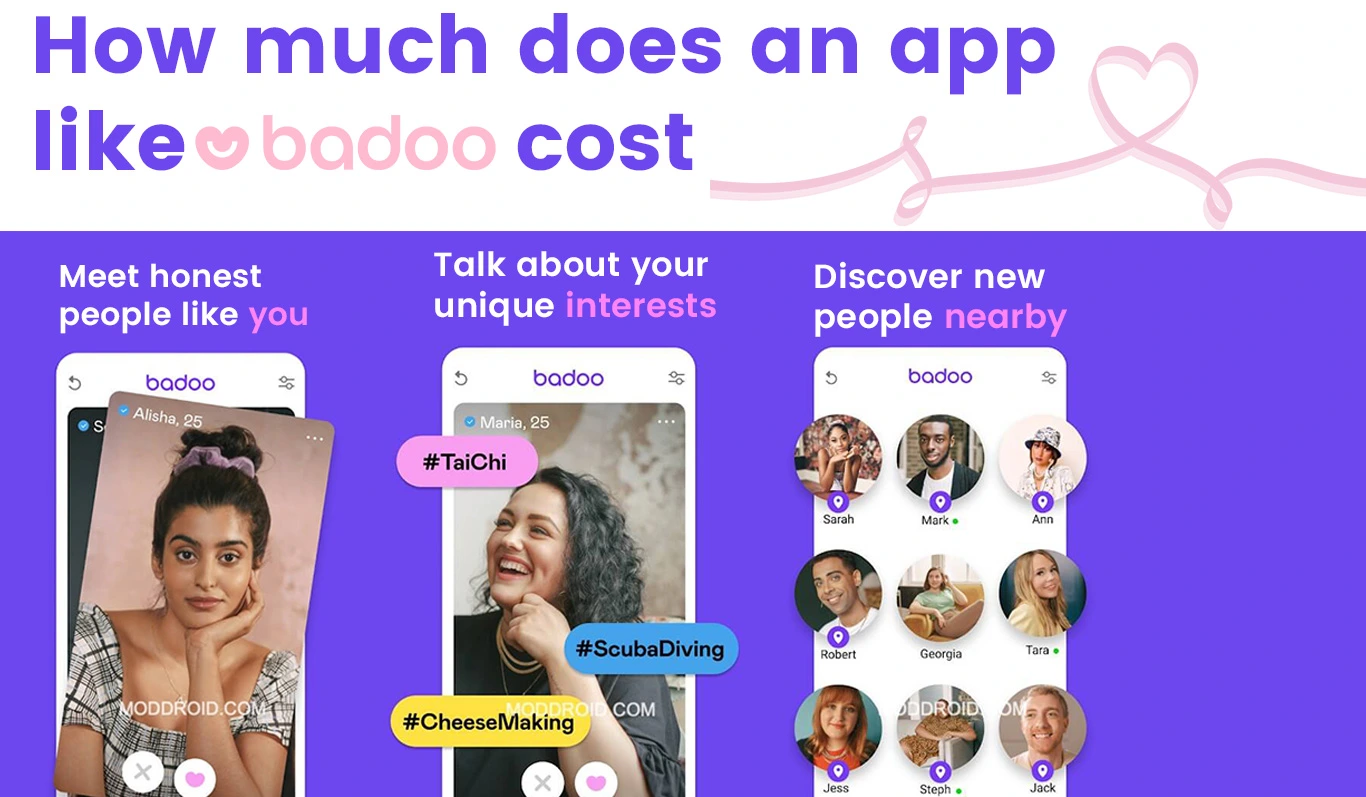 How much does an app
like badoo cost
Meet honest
people like you
Talk about your
unique interests
Discover new
people nearby
badoo
Alisha, 25
MODDROID.COM
badoo
Maria, 25
#TaiChi
#ScubaDiving
#CheeseMaking
MODDROID.COM
badoo
Sarah
Mark
Ann
Robert
Georgia
Tara
MODDROID.COM
Jess
Steph
Jack